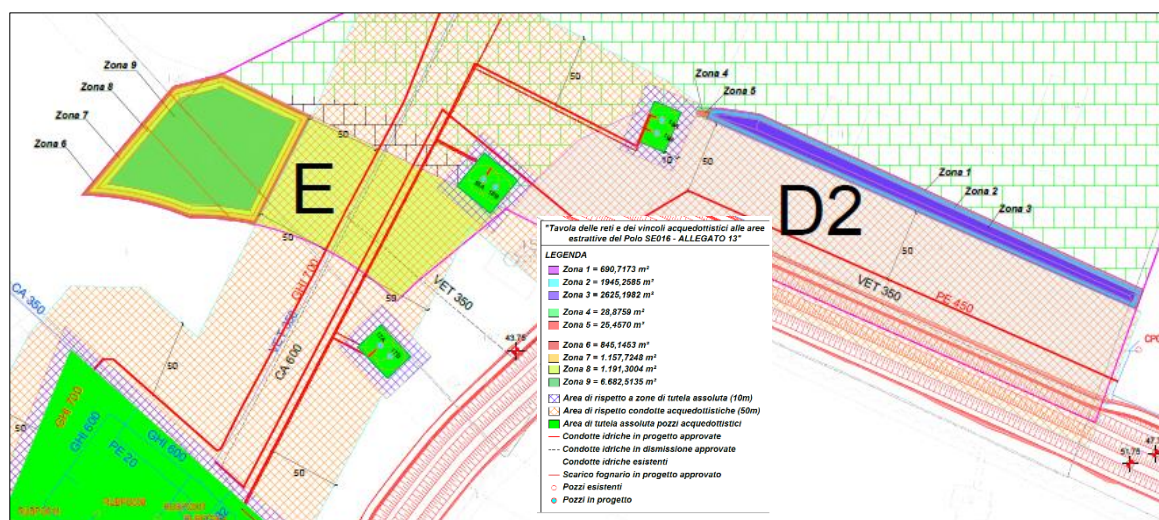 Zona 9
Zona 8
Zona 7
Zona 6
Zona 4
Zona 5
50
50
50
50
10
E
D2
Zona 1
Zona 2
Zona 3
50
50
50
GHI 700
VET 350
CA 600
VET 350
VET 350
PE 450
CA 350
50
50
50
43.75
47.
51.75
CP
GHI 700
GHI 600
GHI 600
PE 20
"Tavola delle reti e dei vincoli acquedottistici alle aree
estrattive del Polo SE016 - ALLEGATO 13"
LEGENDA
Zona 1 = 690,7173 m²
Zona 2 = 1945,2585 m²
Zona 3 = 2625,1982 m²
Zona 4 = 28,8759 m²
Zona 5 = 25,4570 m²
Zona 6 = 845,1453 m²
Zona 7 = 1.157,7248 m²
Zona 8 = 1.191,3004 m²
Zona 9 = 6.682,5135 m²
Area di rispetto a zone di tutela assoluta (10m)
Area di rispetto condotte acquedottistiche (50m)
Area di tutela assoluta pozzi acquedottistici
Condotte idriche in progetto approvate
Condotte idriche in dismissione approvate
Condotte idriche esistenti
Scarico fognario in progetto approvato
Pozzi esistenti
Pozzi in progetto